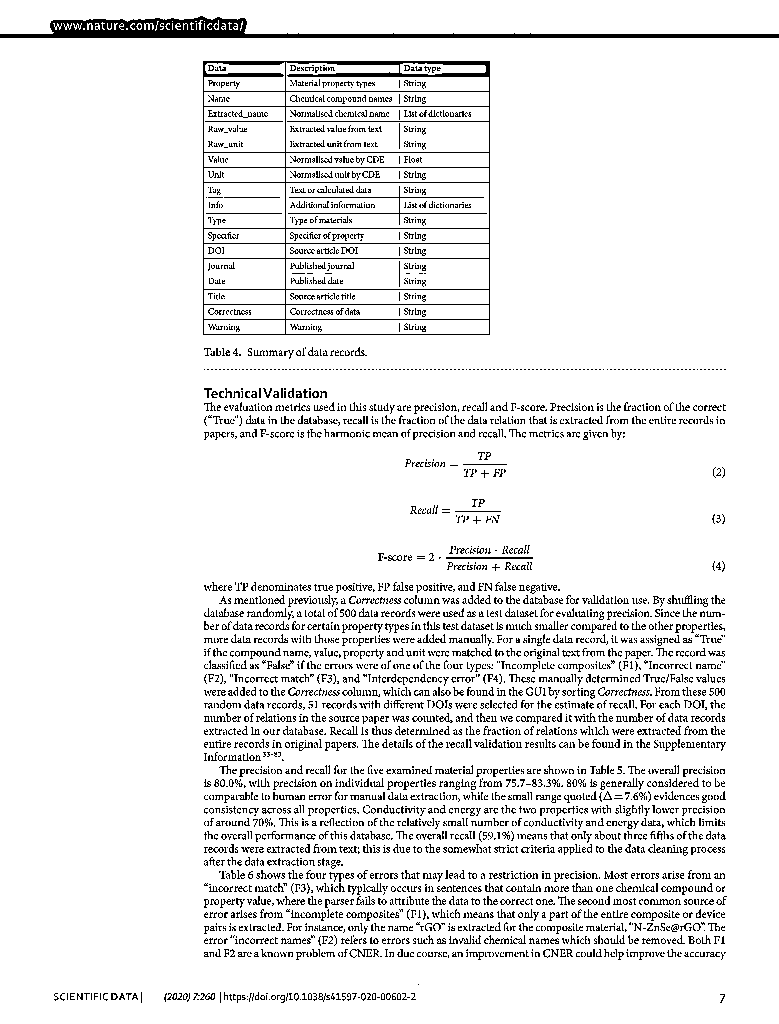 www.nature.com/scientificdata/
Data Description Data type
Property Material property types String
Name Chemical compound names String
Extracted_name Normalised chemical name List of dictionaries
Raw_value Extracted value from text String
Raw_unit Extracted unit from text String
Value Normalised value by CDE Float
Unit Normalised unit by CDE String
Tag Text or calculated data String
Info Additional information List of dictionaries
Type Type of materials String
Specifier Specifier of property String
DOI Source article DOI String
Journal Published journal String
Date Published date String
Title Source article title String
Correctness Correctness of data String
Warning Warning String
Table 4. Summary of data records.
Technical Validation
The evaluation metrics used in this study are precision, recall and F-score. Precision is the fraction of the correct
("True") data in the database, recall is the fraction of the data relation that is extracted from the entire records in
papers, and F-score is the harmonic mean of precision and recall. The metrics are given by:
Precision = TP / (TP + FP) (2)
Recall = TP / (TP + FN) (3)
F-score = 2 · (Precision · Recall) / (Precision + Recall) (4)
where TP denominates true positive, FP false positive, and FN false negative.
As mentioned previously, a Correctness column was added to the database for validation use. By shuffling the
database randomly, a total of 500 data records were used as a test dataset for evaluating precision. Since the num-
ber of data records for certain property types in this test dataset is much smaller compared to the other properties,
more data records with those properties were added manually. For a single data record, it was assigned as "True"
if the compound name, value, property and unit were matched to the original text from the paper. The record was
classified as "False" if the errors were of one of the four types: "Incomplete composites" (F1), "Incorrect name"
(F2), "Incorrect match" (F3), and "Interdependency error" (F4). These manually determined True/False values
were added to the Correctness column, which can also be found in the GUI by sorting Correctness. From these 500
random data records, 51 records with different DOIs were selected for the estimate of recall. For each DOI, the
number of relations in the source paper was counted, and then we compared it with the number of data records
extracted in our database. Recall is thus determined as the fraction of relations which were extracted from the
entire records in original papers. The details of the recall validation results can be found in the Supplementary
Information33-83.
The precision and recall for the five examined material properties are shown in Table 5. The overall precision
is 80.0%, with precision on individual properties ranging from 75.7–83.3%. 80% is generally considered to be
comparable to human error for manual data extraction, while the small range quoted (Δ = 7.6%) evidences good
consistency across all properties. Conductivity and energy are the two properties with slightly lower precision
of around 70%. This is a reflection of the relatively small number of conductivity and energy data, which limits
the overall performance of this database. The overall recall (59.1%) means that only about three fifths of the data
records were extracted from text; this is due to the somewhat strict criteria applied to the data cleaning process
after the data extraction stage.
Table 6 shows the four types of errors that may lead to a restriction in precision. Most errors arise from an
"incorrect match" (F3), which typically occurs in sentences that contain more than one chemical compound or
property value, where the parser fails to attribute the data to the correct one. The second most common source of
error arises from "incomplete composites" (F1), which means that only a part of the entire composite or device
pairs is extracted. For instance, only the name "rGO" is extracted for the composite material, "N-ZnSe@rGO". The
error "incorrect names" (F2) refers to errors such as invalid chemical names which should be removed. Both F1
and F2 are a known problem of CNER. In due course, an improvement in CNER could help improve the accuracy
SCIENTIFIC DATA | (2020) 7:260 | https://doi.org/10.1038/s41597-020-00602-2 7